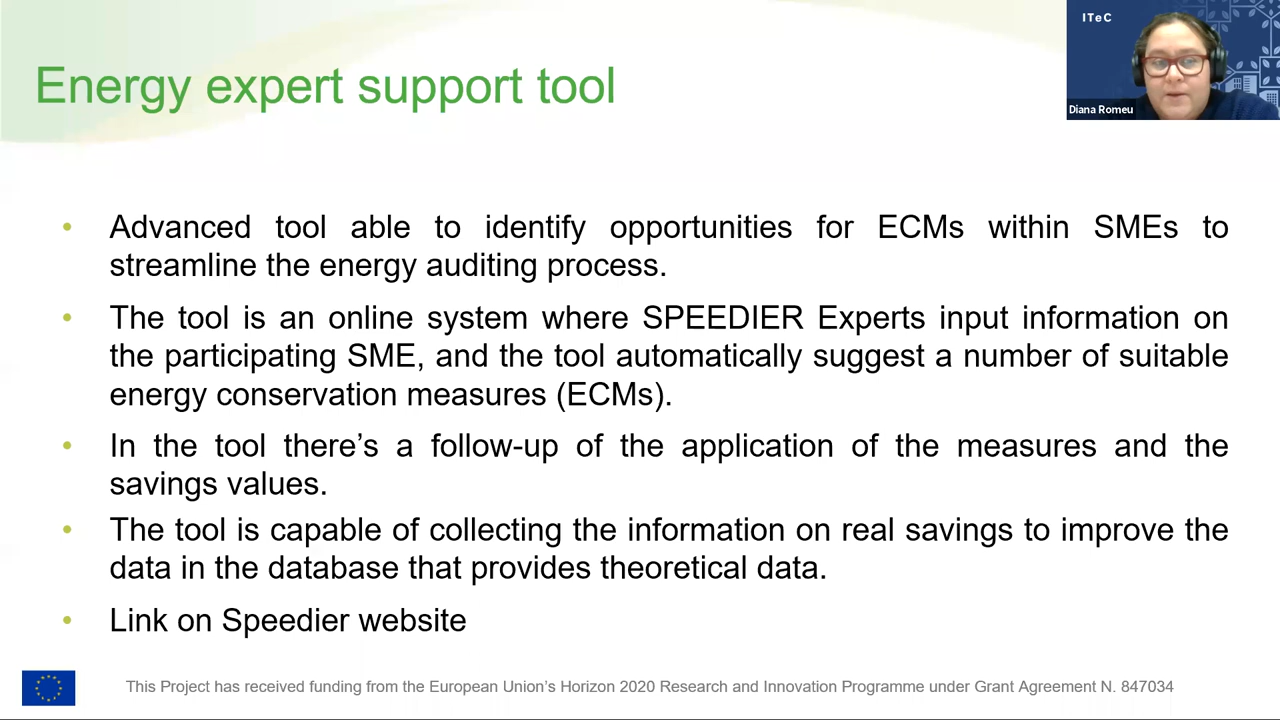 Energy expert support tool
ITeC
Diana Romeu
• Advanced tool able to identify opportunities for ECMs within SMEs to
streamline the energy auditing process.
• The tool is an online system where SPEEDIER Experts input information on
the participating SME, and the tool automatically suggest a number of suitable
energy conservation measures (ECMs).
• In the tool there’s a follow-up of the application of the measures and the
savings values.
• The tool is capable of collecting the information on real savings to improve the
data in the database that provides theoretical data.
• Link on Speedier website
This Project has received funding from the European Union’s Horizon 2020 Research and Innovation Programme under Grant Agreement N. 847034